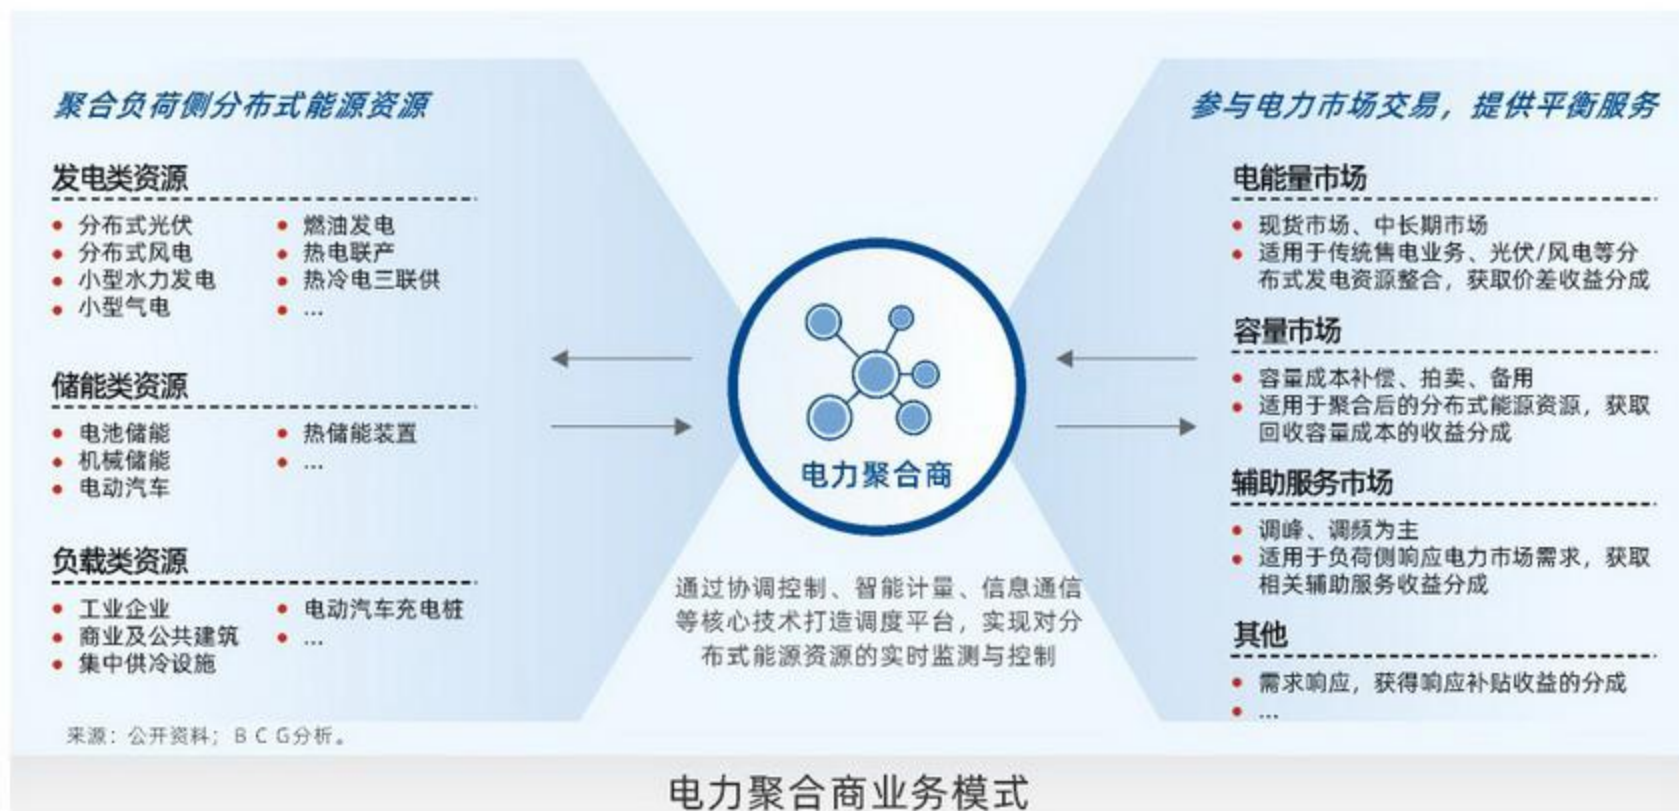 聚合负荷侧分布式能源资源
发电类资源
分布式光伏
分布式风电
小型水力发电
小型气电
燃油发电
热电联产
热冷电三联供
...
储能类资源
电池储能
机械储能
电动汽车
热储能装置
...
负载类资源
工业企业
商业及公共建筑
集中供冷设施
电动汽车充电桩
...
来源：公开资料；BCG分析。
电力聚合商
通过协调控制、智能计量、信息通信
等核心技术打造调度平台，实现对分
布式能源资源的实时监测与控制
参与电力市场交易，提供平衡服务
电能量市场
现货市场、中长期市场
适用于传统售电业务、光伏/风电等分
布式发电资源整合，获取价差收益分成
容量市场
容量成本补偿、拍卖、备用
适用于聚合后的分布式能源资源，获取
回收容量成本的收益分成
辅助服务市场
调峰、调频为主
适用于负荷侧响应电力市场需求，获取
相关辅助服务收益分成
其他
需求响应，获得响应补贴收益的分成
...
电力聚合商业务模式